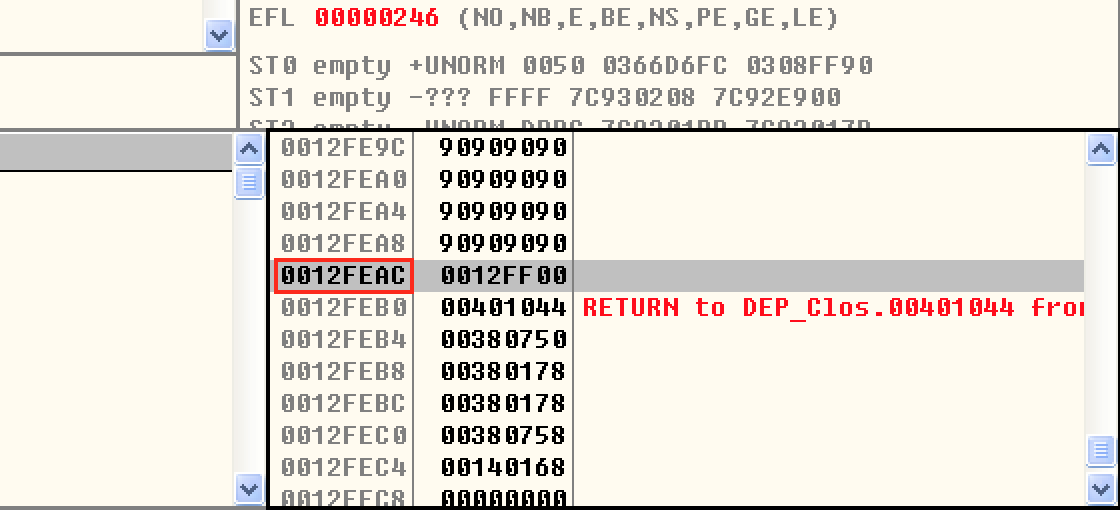 EFL 00000246 (NO,NB,E,BE,NS,PE,GE,LE)
ST0 empty +UNORM 0050 0366D6FC 0308FF90
ST1 empty -??? FFFF 7C930208 7C92E900
0012FE9C 90909090
0012FEA0 90909090
0012FEA4 90909090
0012FEA8 90909090
0012FEAC 0012FF00
0012FEB0 00401044 RETURN to DEP_Clos.00401044 from
0012FEB4 00380750
0012FEB8 00380178
0012FEBC 00380178
0012FEC0 00380758
0012FEC4 00140168
0012FEC8 00000000